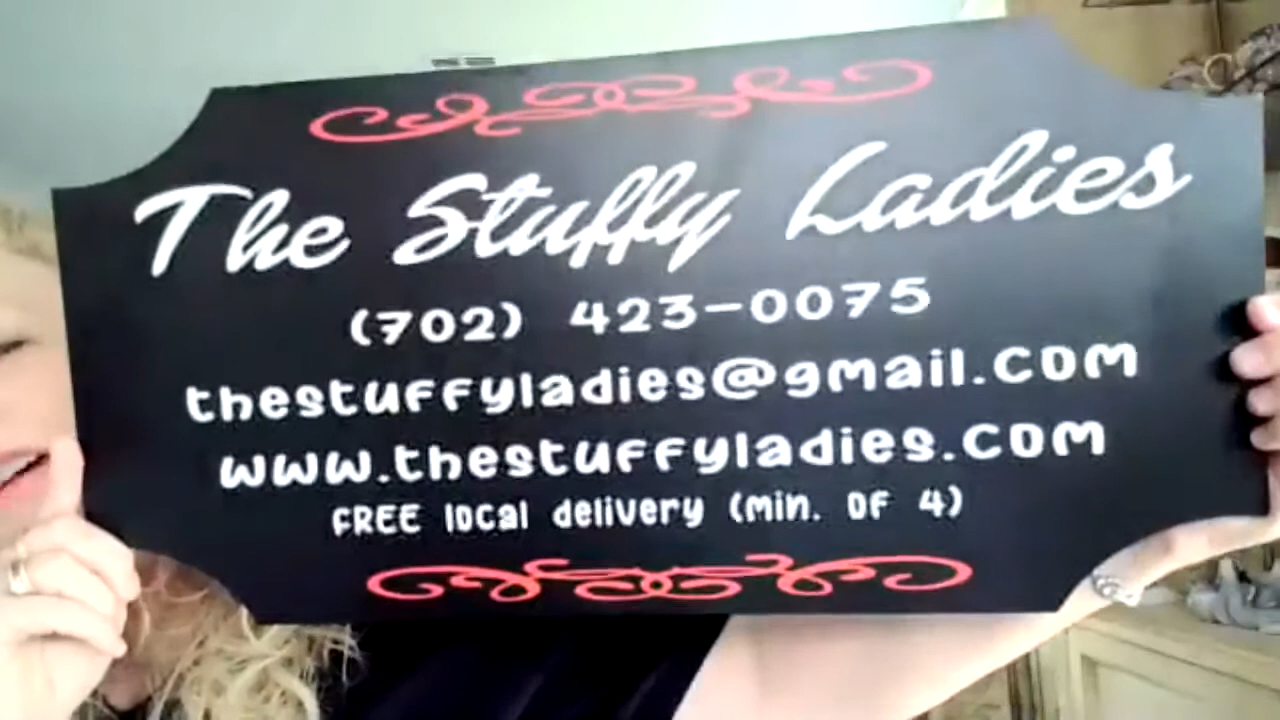 The Stuffy Ladies
(702) 423-0075
thestuffyladies@gmail.com
www.thestuffyladies.com
FREE local delivery (min. OF 4)